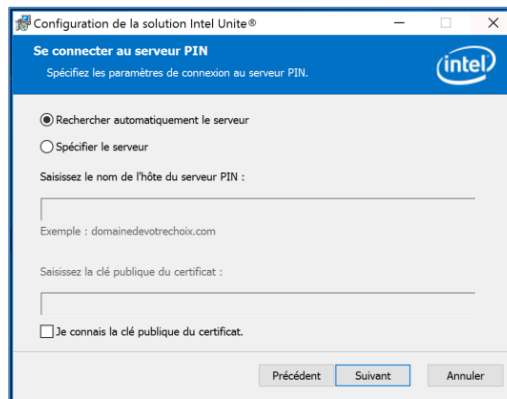 Configuration de la solution Intel Unite®
Se connecter au serveur PIN
Spécifiez les paramètres de connexion au serveur PIN.
intel
Rechercher automatiquement le serveur
Spécifier le serveur
Saisissez le nom de l'hôte du serveur PIN :
Exemple : domainedevotrechoix.com
Saisissez la clé publique du certificat :
Je connais la clé publique du certificat.
Précédent Suivant Annuler